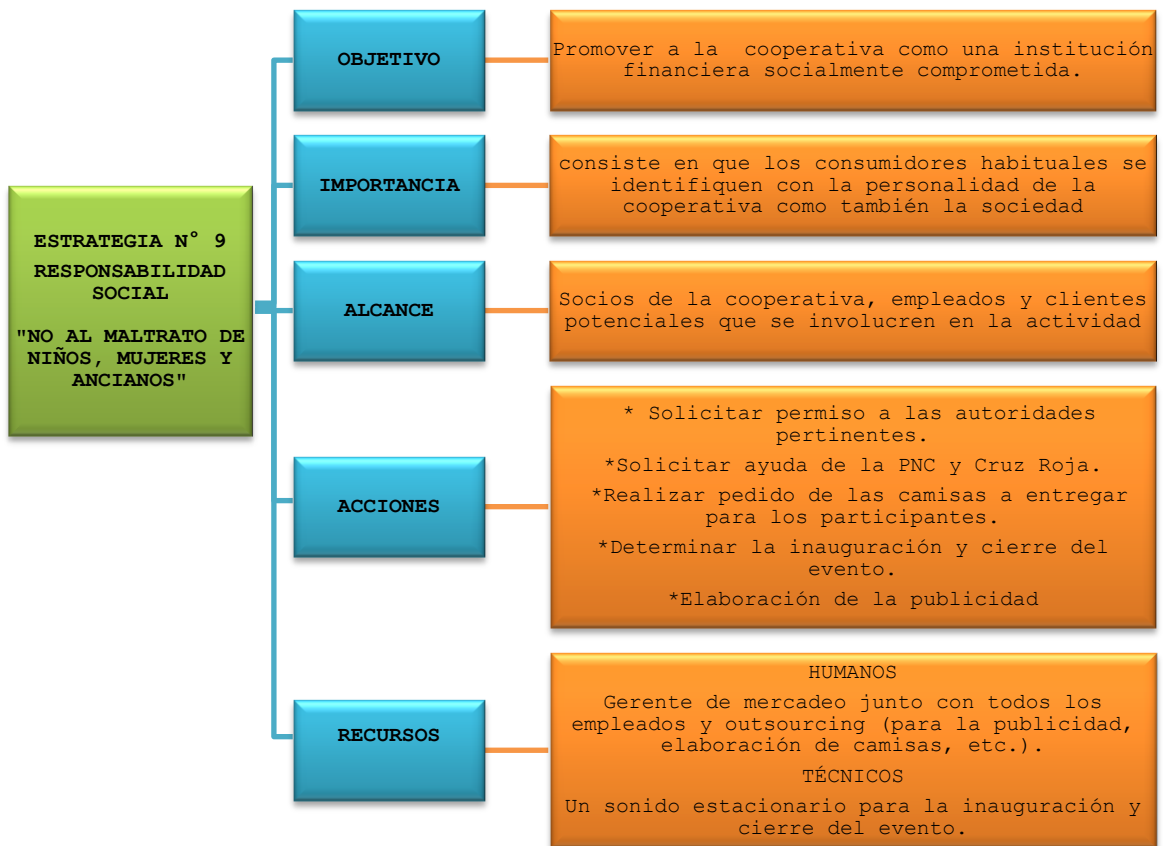 ESTRATEGIA N° 9
RESPONSABILIDAD
SOCIAL
"NO AL MALTRATO DE
NIÑOS, MUJERES Y
ANCIANOS"
OBJETIVO
Promover a la cooperativa como una institución
financiera socialmente comprometida.
IMPORTANCIA
consiste en que los consumidores habituales se
identifiquen con la personalidad de la
cooperativa como también la sociedad
ALCANCE
Socios de la cooperativa, empleados y clientes
potenciales que se involucren en la actividad
ACCIONES
* Solicitar permiso a las autoridades
pertinentes.
*Solicitar ayuda de la PNC y Cruz Roja.
*Realizar pedido de las camisas a entregar
para los participantes.
*Determinar la inauguración y cierre del
evento.
*Elaboración de la publicidad
RECURSOS
HUMANOS
Gerente de mercadeo junto con todos los
empleados y outsourcing (para la publicidad,
elaboración de camisas, etc.).
TÉCNICOS
Un sonido estacionario para la inauguración y
cierre del evento.